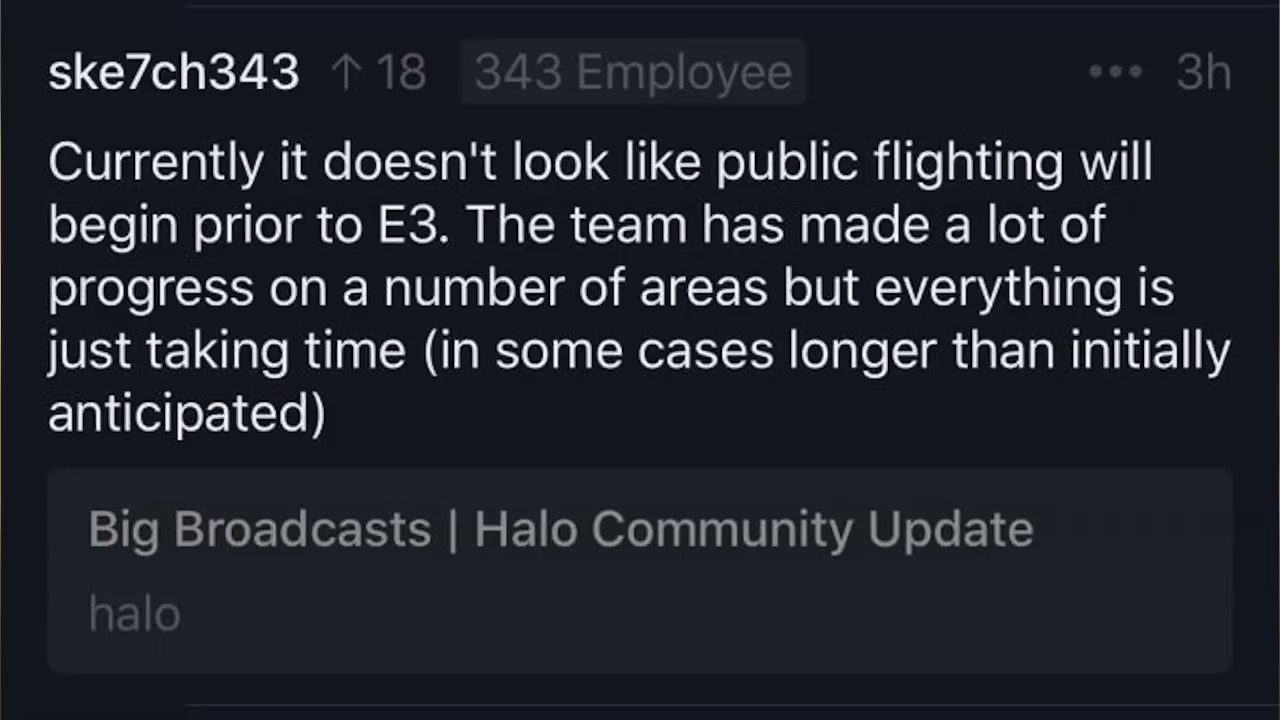 ske7ch343 ↑ 18 343 Employee ••• 3h
Currently it doesn't look like public flighting will
begin prior to E3. The team has made a lot of
progress on a number of areas but everything is
just taking time (in some cases longer than initially
anticipated)
Big Broadcasts | Halo Community Update
halo